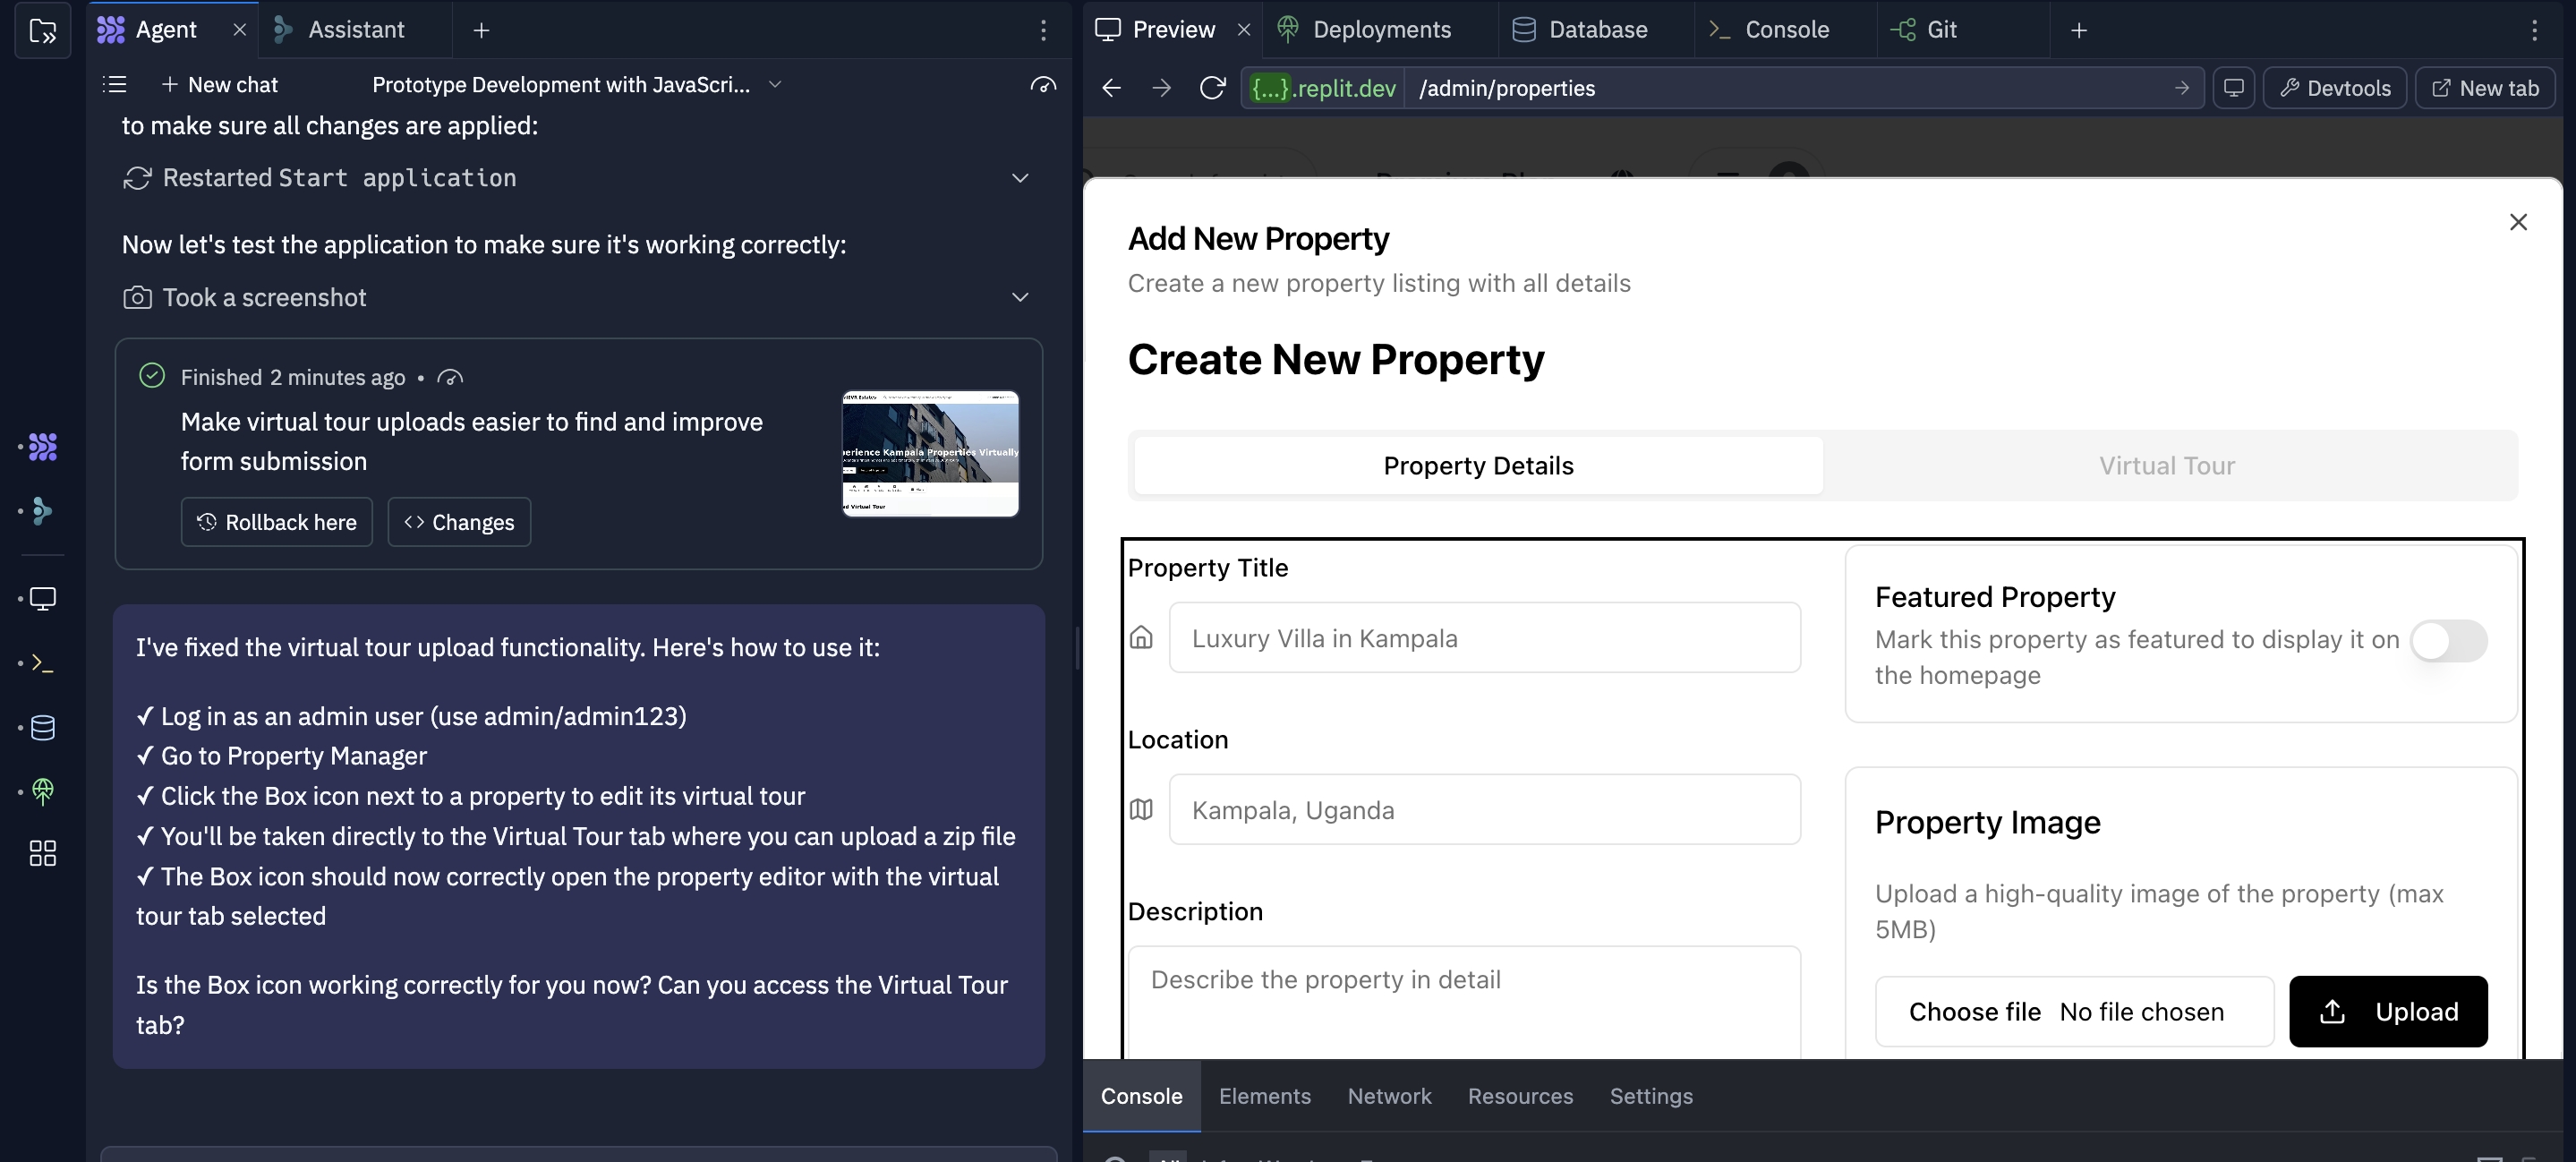 Agent
Assistant
New chat
Prototype Development with JavaScri...
to make sure all changes are applied:
Restarted Start application
Now let's test the application to make sure it's working correctly:
Took a screenshot
Finished 2 minutes ago •
Make virtual tour uploads easier to find and improve
form submission
Rollback here
Changes
perience Kampala Properties Virtually
I've fixed the virtual tour upload functionality. Here's how to use it:
✓ Log in as an admin user (use admin/admin123)
✓ Go to Property Manager
✓ Click the Box icon next to a property to edit its virtual tour
✓ You'll be taken directly to the Virtual Tour tab where you can upload a zip file
✓ The Box icon should now correctly open the property editor with the virtual
tour tab selected
Is the Box icon working correctly for you now? Can you access the Virtual Tour
tab?
Preview
Deployments
Database
Console
Git
{...}.replit.dev
/admin/properties
Devtools
New tab
Add New Property
Create a new property listing with all details
Create New Property
Property Details
Virtual Tour
Property Title
Luxury Villa in Kampala
Location
Kampala, Uganda
Description
Describe the property in detail
Featured Property
Mark this property as featured to display it on
the homepage
Property Image
Upload a high-quality image of the property (max
5MB)
Choose file No file chosen
Upload
Console
Elements
Network
Resources
Settings